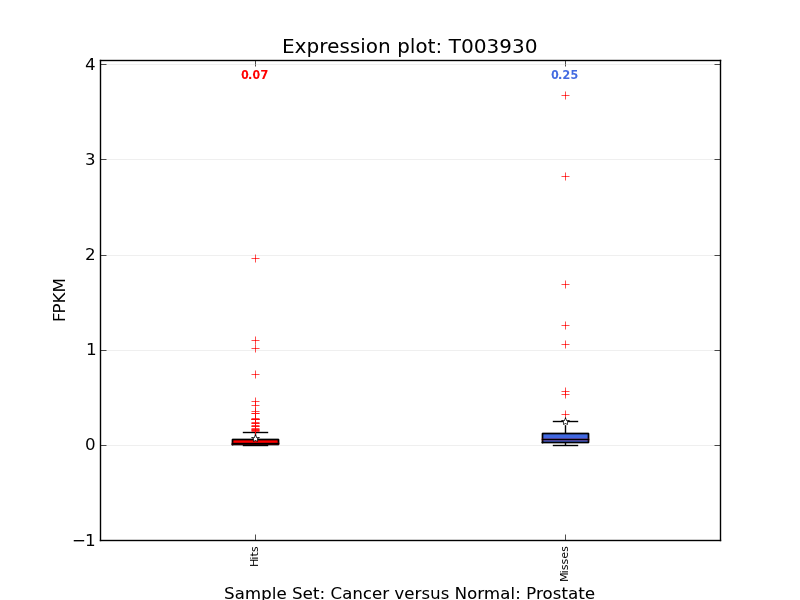 Expression plot: T003930
0.07
0.25
4
3
2
1
0
−1
FPKM
Hits
Misses
Sample Set: Cancer versus Normal: Prostate